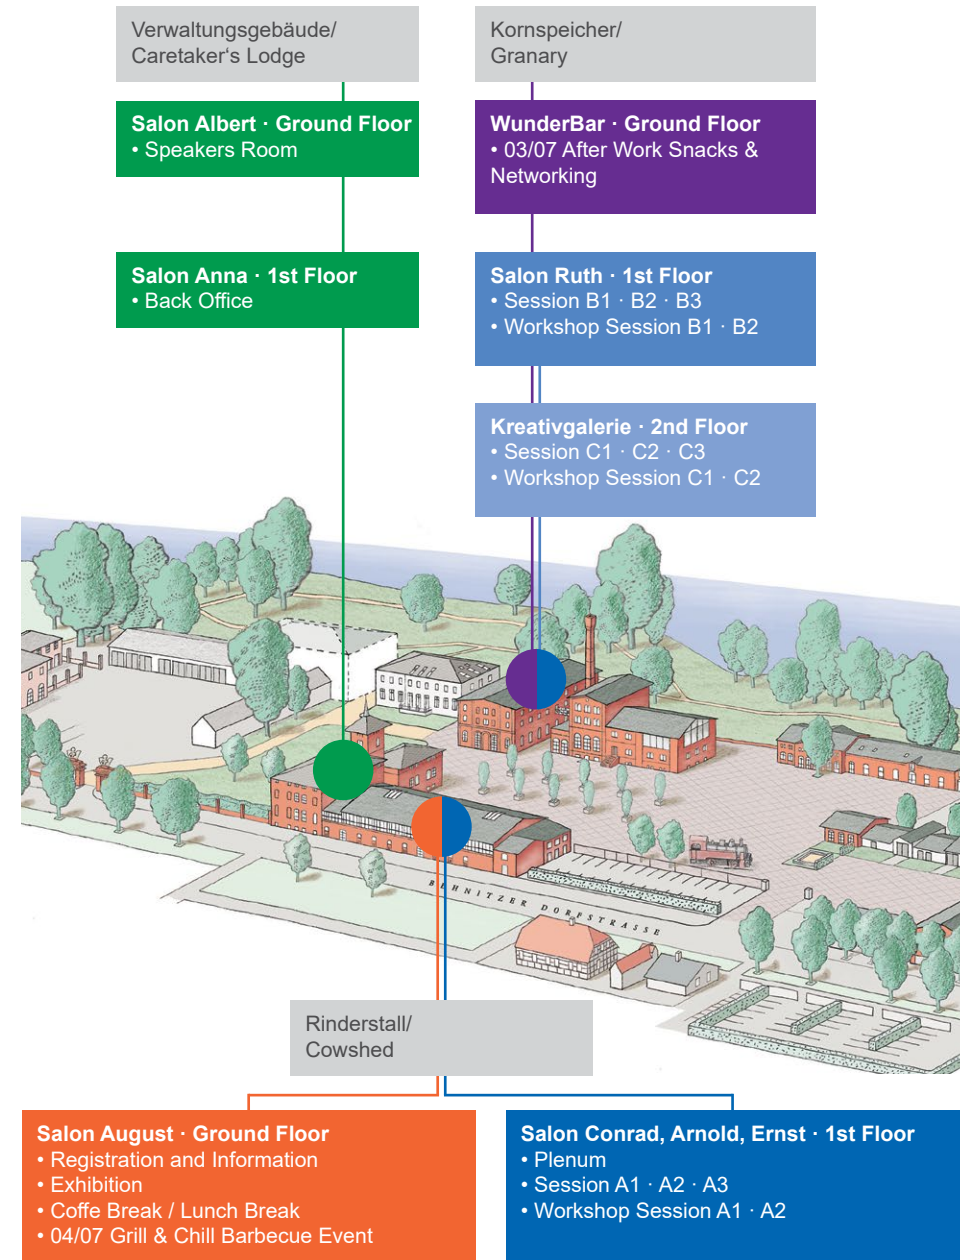 Verwaltungsgebäude/
Caretaker‘s Lodge
Salon Albert · Ground Floor
• Speakers Room
Salon Anna · 1st Floor
• Back Office
Kornspeicher/
Granary
WunderBar · Ground Floor
• 03/07 After Work Snacks &
Networking
Salon Ruth · 1st Floor
• Session B1 · B2 · B3
• Workshop Session B1 · B2
Kreativgalerie · 2nd Floor
• Session C1 · C2 · C3
• Workshop Session C1 · C2
BEHNITZER DORFSTRASSE
Rinderstall/
Cowshed
Salon August · Ground Floor
• Registration and Information
• Exhibition
• Coffe Break / Lunch Break
• 04/07 Grill & Chill Barbecue Event
Salon Conrad, Arnold, Ernst · 1st Floor
• Plenum
• Session A1 · A2 · A3
• Workshop Session A1 · A2